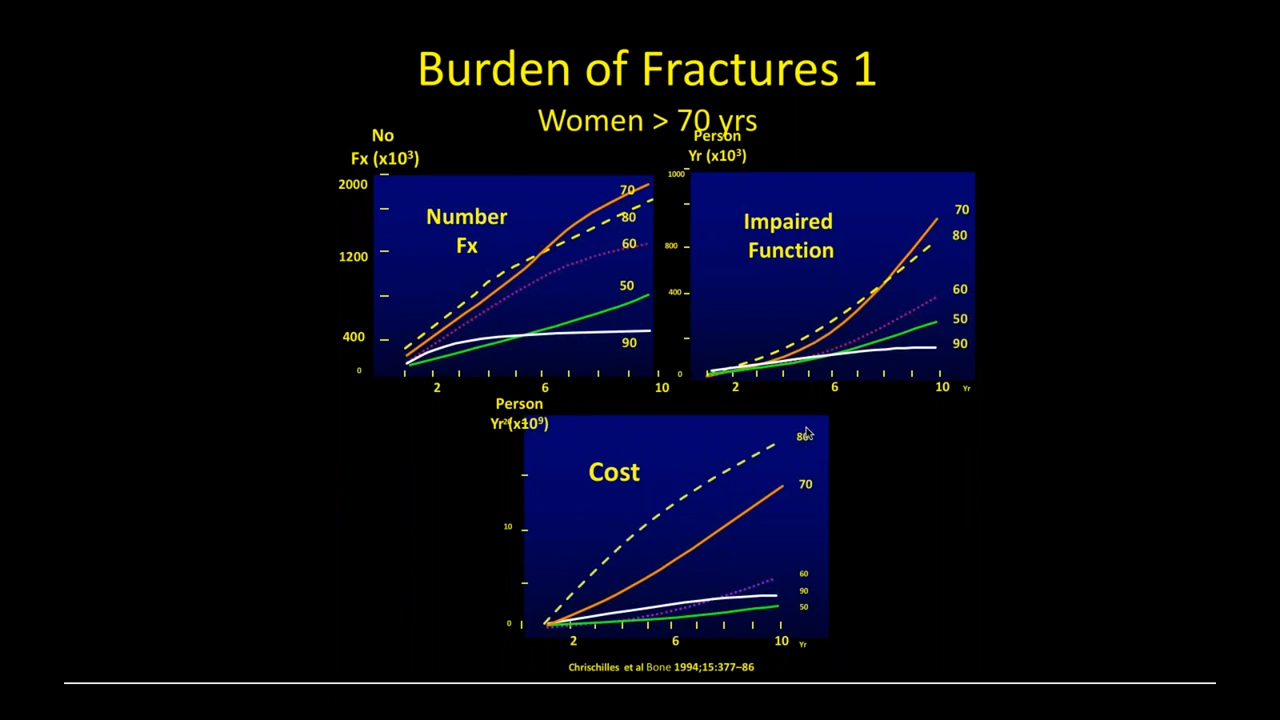 Burden of Fractures 1
Women > 70 yrs
No
Fx (x10³)
2000
1200
400
0
Number
Fx
70
80
60
50
90
2
6
10
Person
Yr (x10³)
1000
800
400
0
Impaired
Function
70
80
60
50
90
2
6
10
Yr
Person
Yr (x10⁹)
10
0
Cost
80
70
60
90
50
2
6
10
Yr
Chrischilles et al Bone 1994;15:377–86